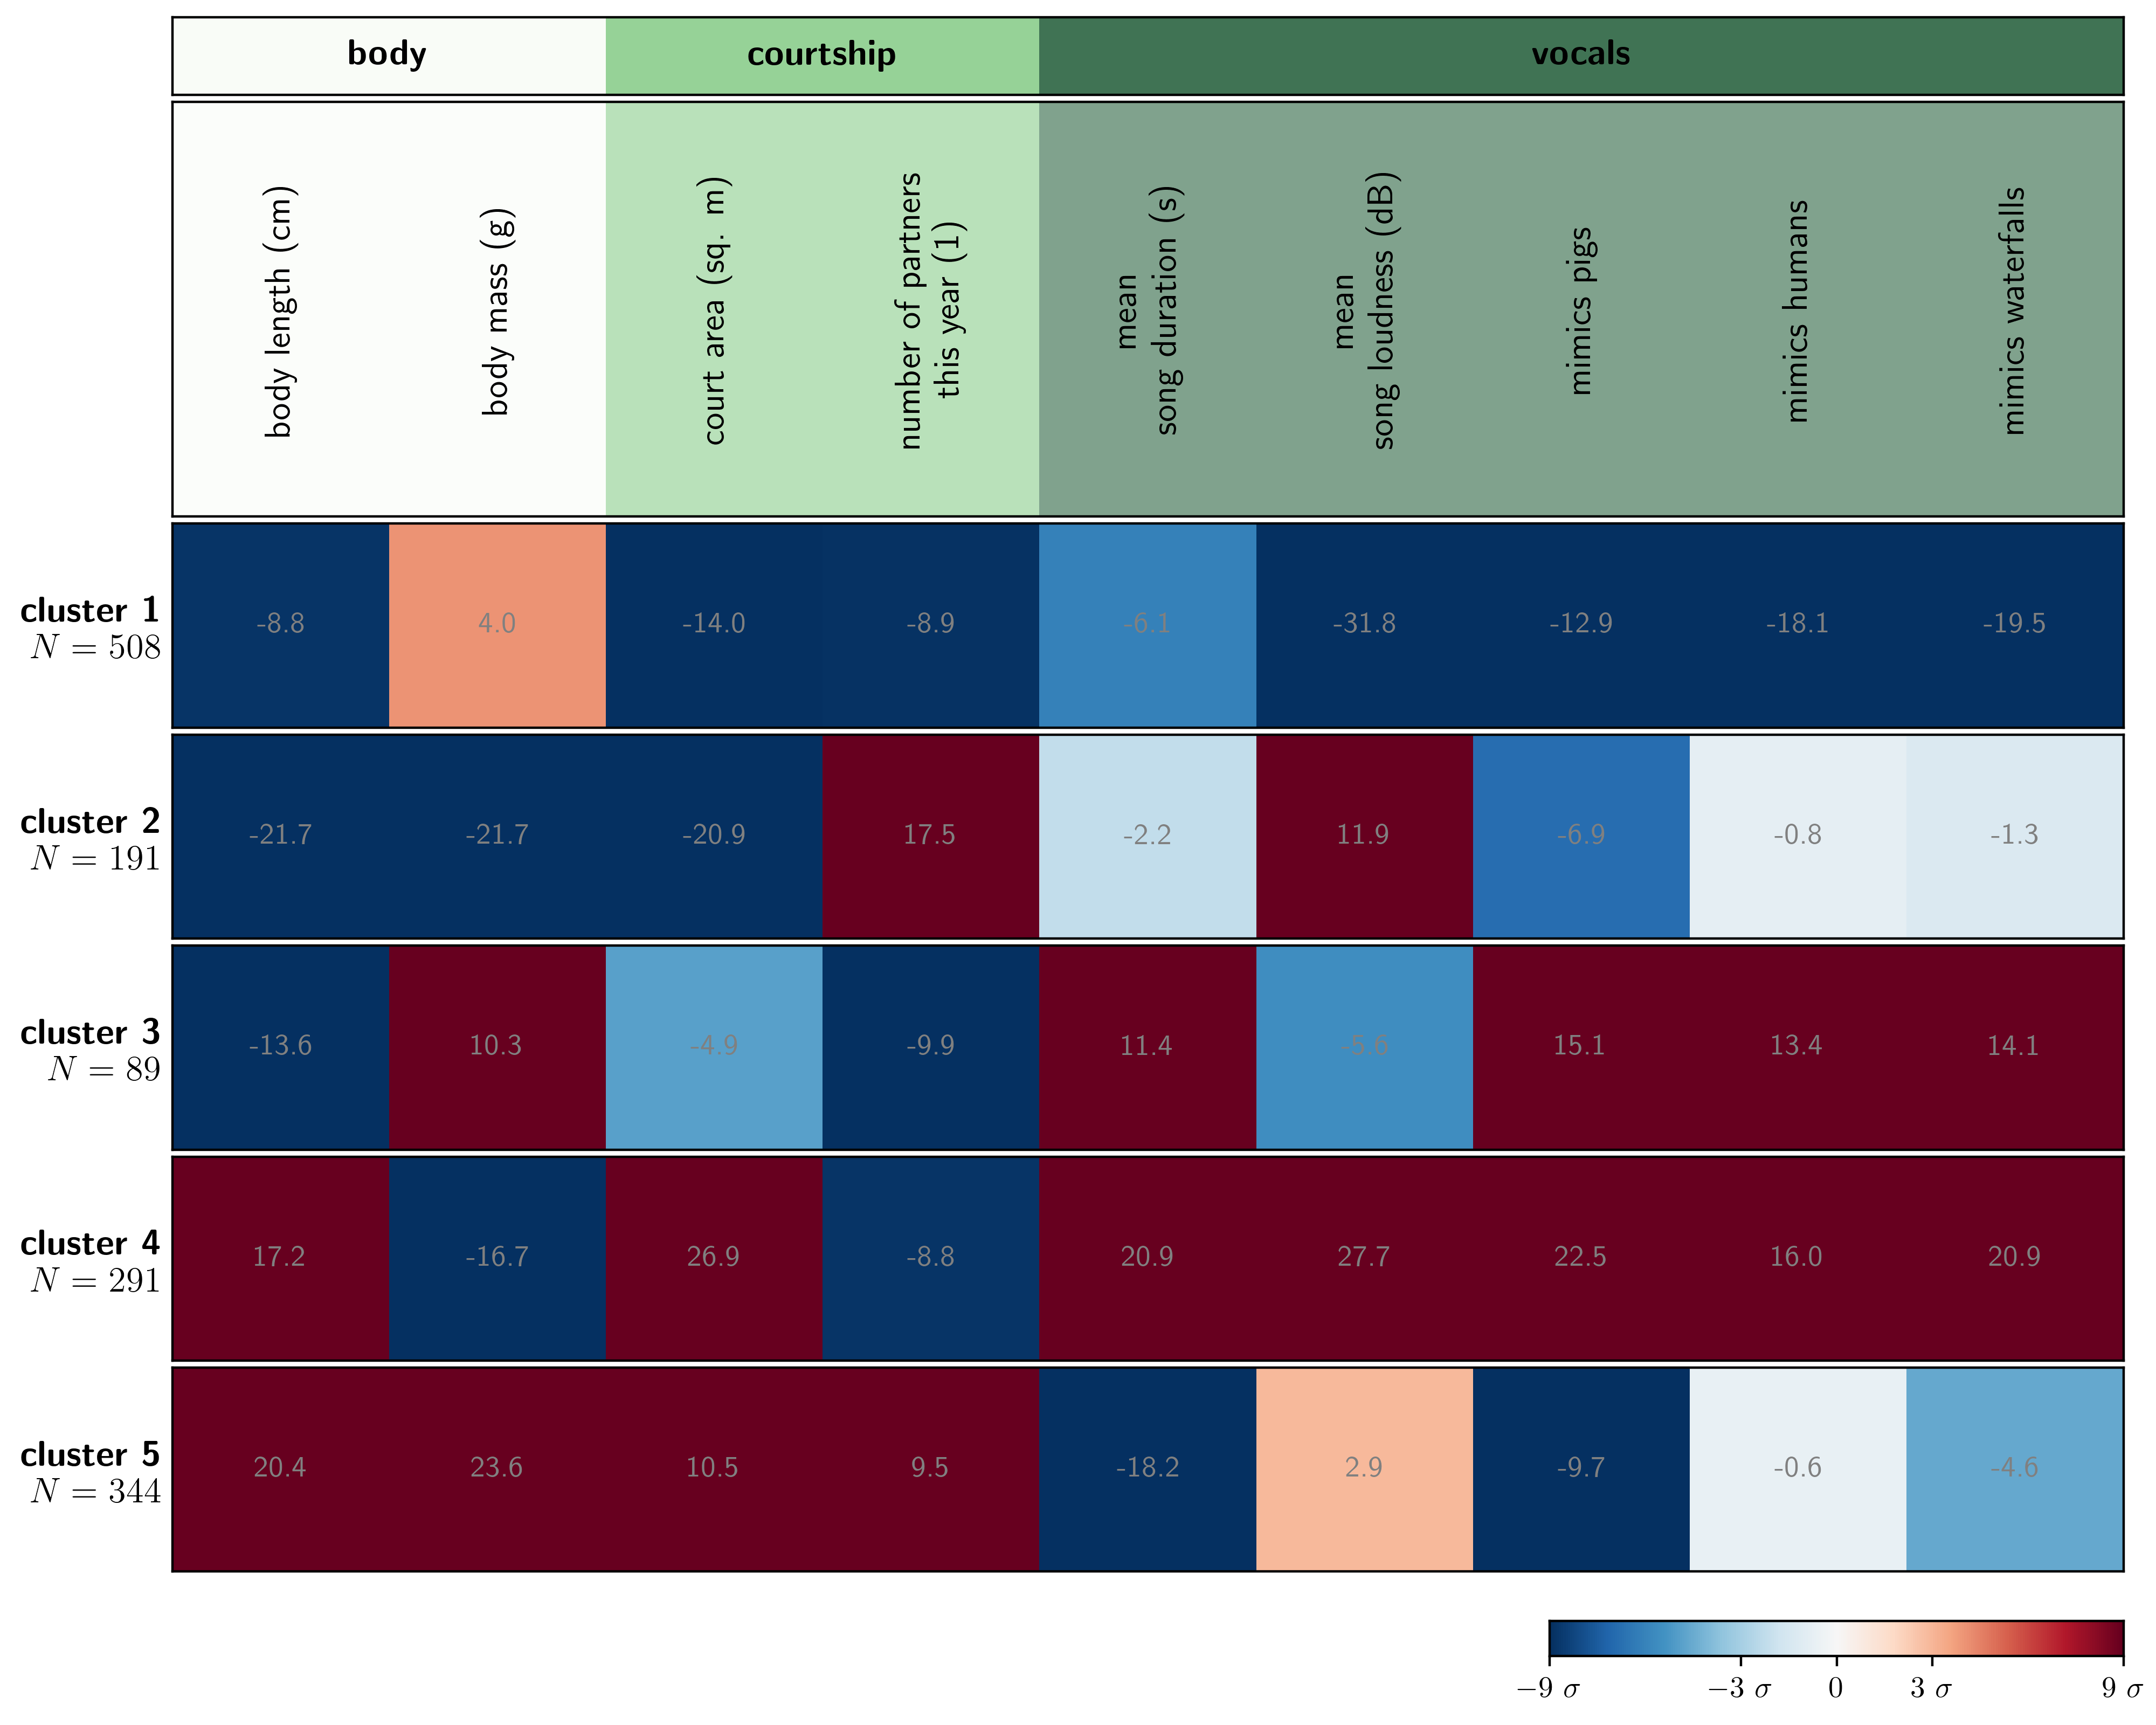 body courtship vocals
body length (cm)
body mass (g)
court area (sq. m)
number of partners
this year (1)
mean
song duration (s)
mean
song loudness (dB)
mimics pigs
mimics humans
mimics waterfalls
cluster 1
N = 508
-8.8 4.0 -14.0 -8.9 -6.1 -31.8 -12.9 -18.1 -19.5
cluster 2
N = 191
-21.7 -21.7 -20.9 17.5 -2.2 11.9 -6.9 -0.8 -1.3
cluster 3
N = 89
-13.6 10.3 -4.9 -9.9 11.4 -5.6 15.1 13.4 14.1
cluster 4
N = 291
17.2 -16.7 26.9 -8.8 20.9 27.7 22.5 16.0 20.9
cluster 5
N = 344
20.4 23.6 10.5 9.5 -18.2 2.9 -9.7 -0.6 -4.6
−9 σ −3 σ 0 3 σ 9 σ